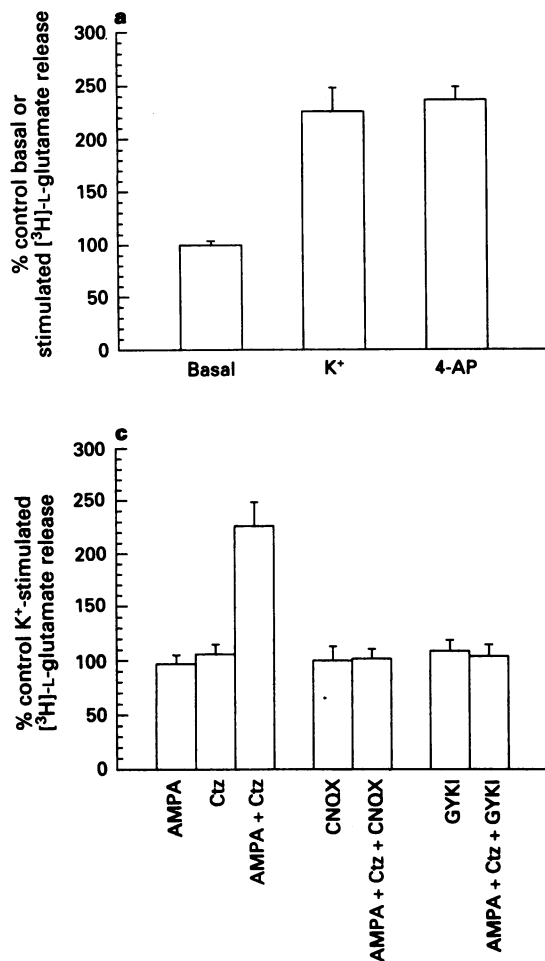 a
% control basal or
stimulated [³H]-L-glutamate release
300
250
200
150
100
50
0
Basal K⁺ 4-AP
c
% control K⁺-stimulated
[³H]-L-glutamate release
300
250
200
150
100
50
0
AMPA
Ctz
AMPA + Ctz
CNQX
AMPA + Ctz + CNQX
GYKI
AMPA + Ctz + GYKI